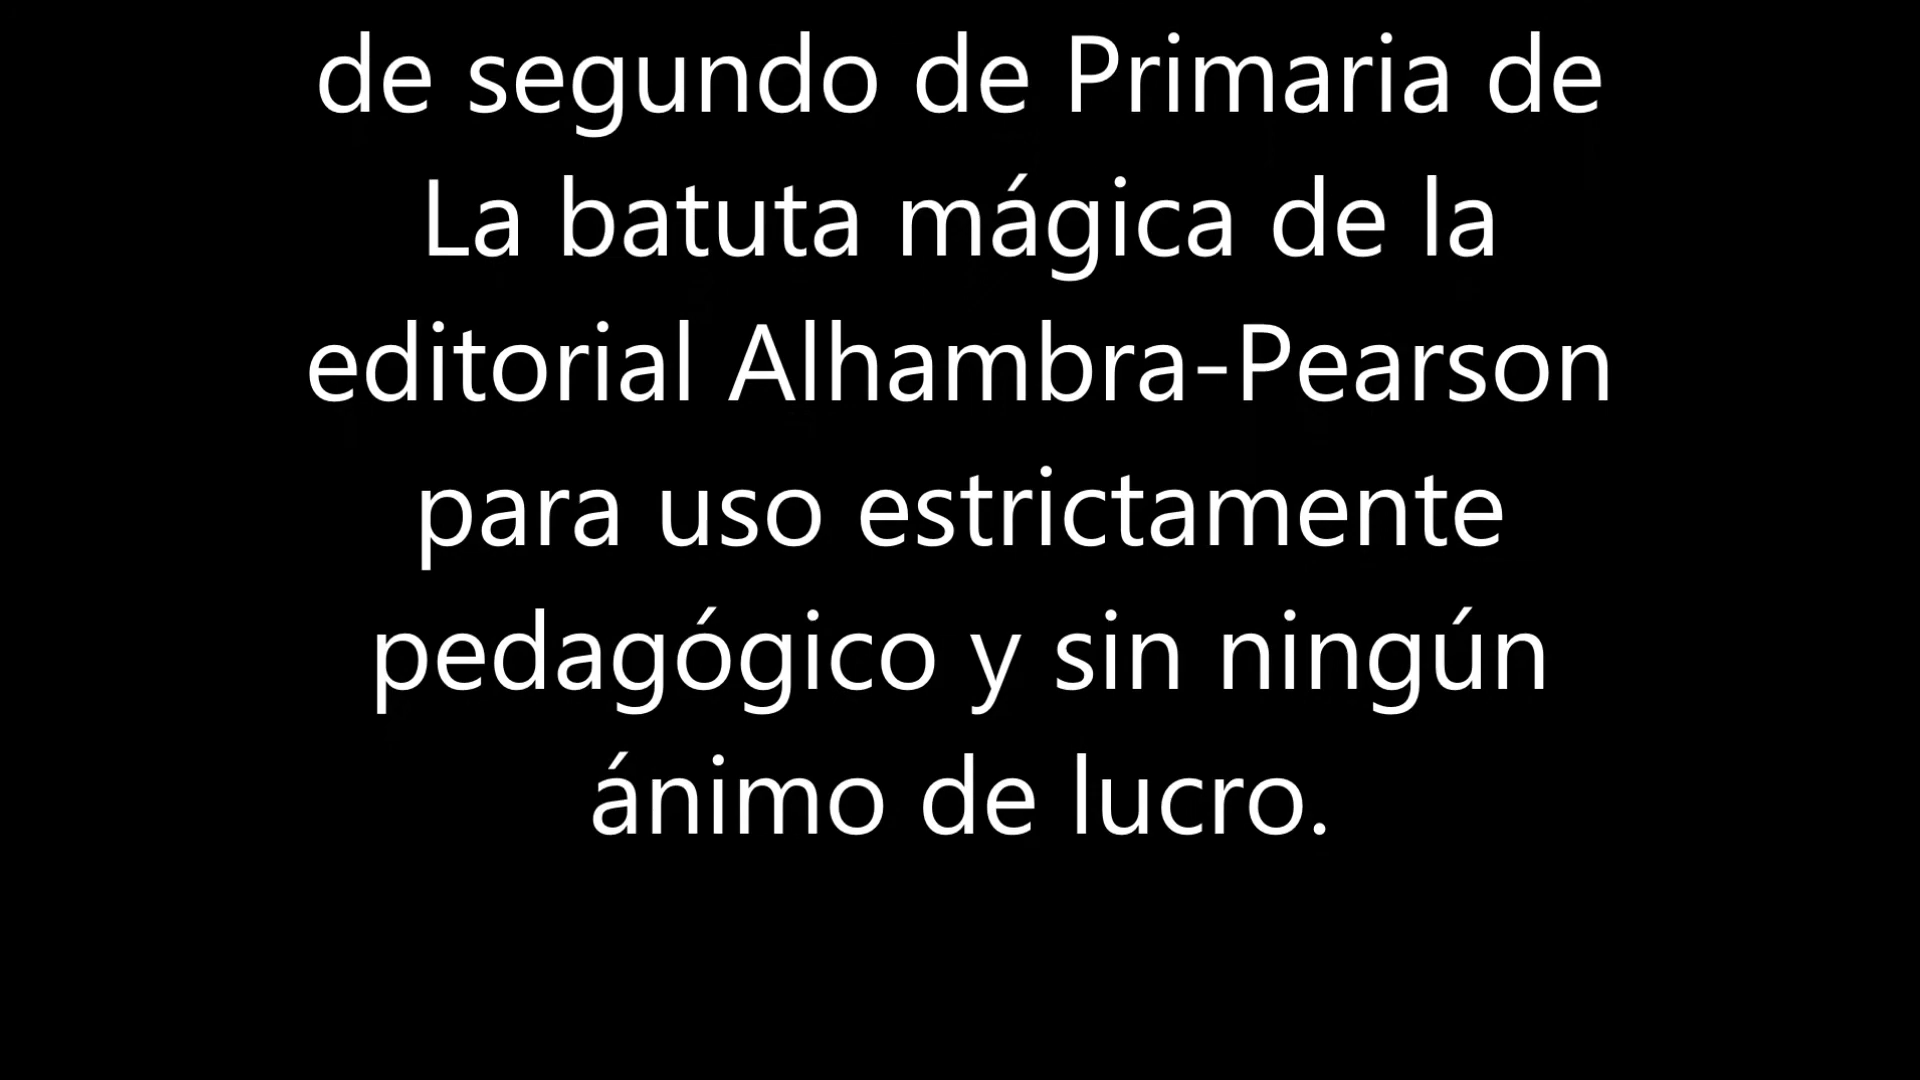 de segundo de Primaria de
La batuta mágica de la
editorial Alhambra-Pearson
para uso estrictamente
pedagógico y sin ningún
ánimo de lucro.